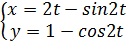 x = 2t − sin2t
y = 1 − cos2t